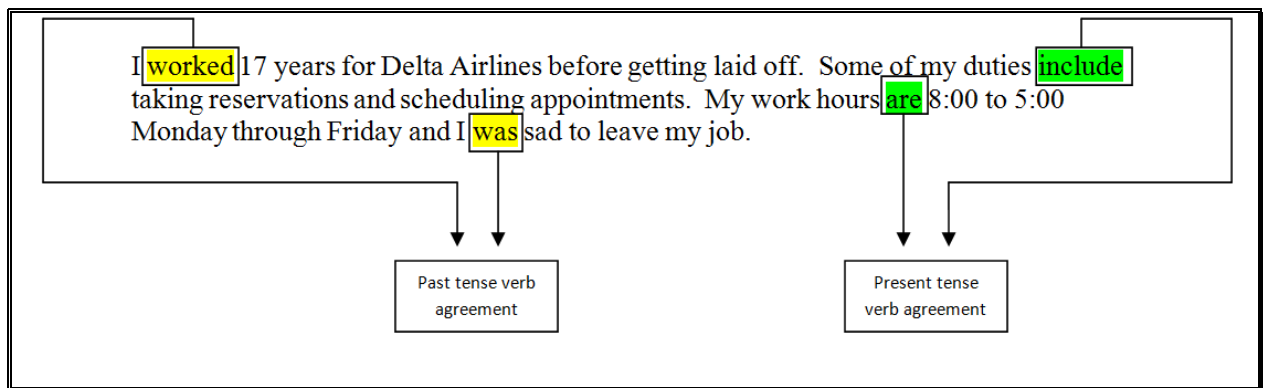 I worked 17 years for Delta Airlines before getting laid off. Some of my duties include
taking reservations and scheduling appointments. My work hours are 8:00 to 5:00
Monday through Friday and I was sad to leave my job.
Past tense verb
agreement
Present tense
verb agreement